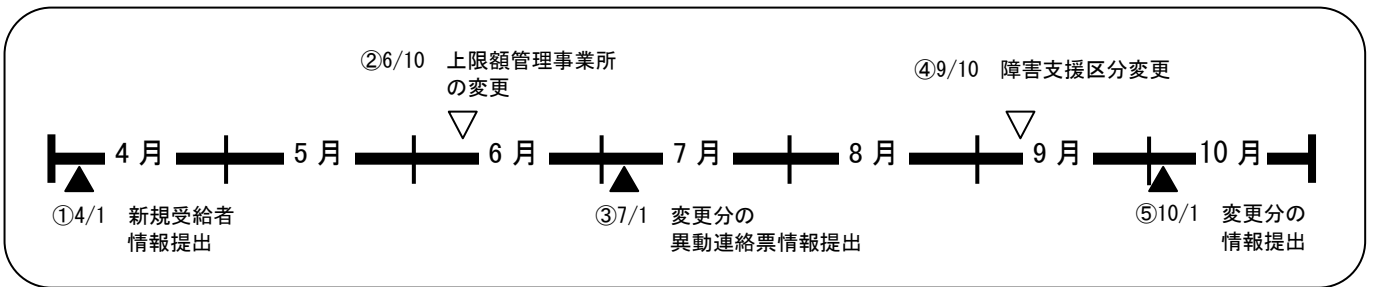 ②6/10 上限額管理事業所
の変更
④9/10 障害支援区分変更
4月 5月 6月 7月 8月 9月 10月
①4/1 新規受給者
情報提出
③7/1 変更分の
異動連絡票情報提出
⑤10/1 変更分の
情報提出